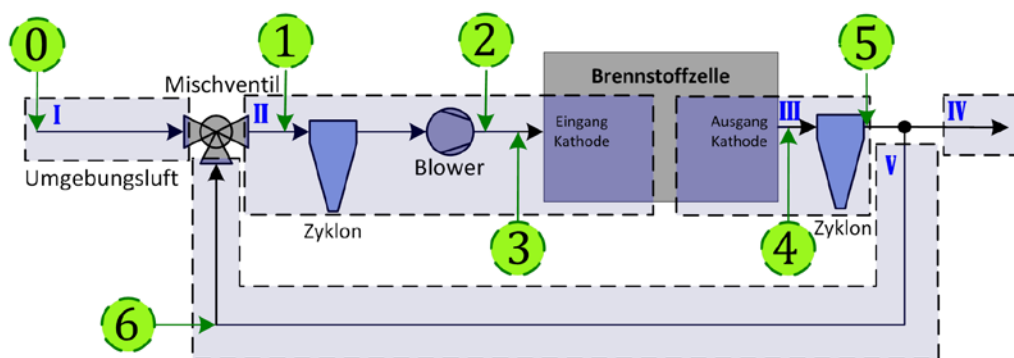 0
1
2
5
Mischventil
Brennstoffzelle
I
II
III
IV
Eingang
Kathode
Ausgang
Kathode
Umgebungsluft
Blower
V
Zyklon
3
4
Zyklon
6